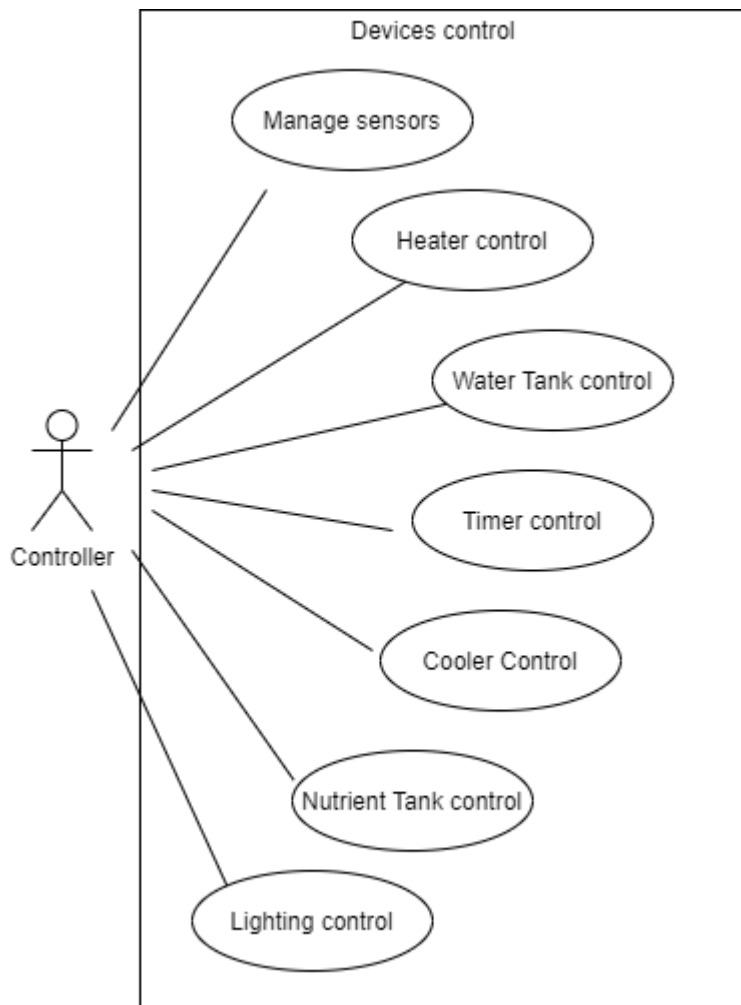 Devices control
Manage sensors
Heater control
Water Tank control
Timer control
Controller
Cooler Control
Nutrient Tank control
Lighting control